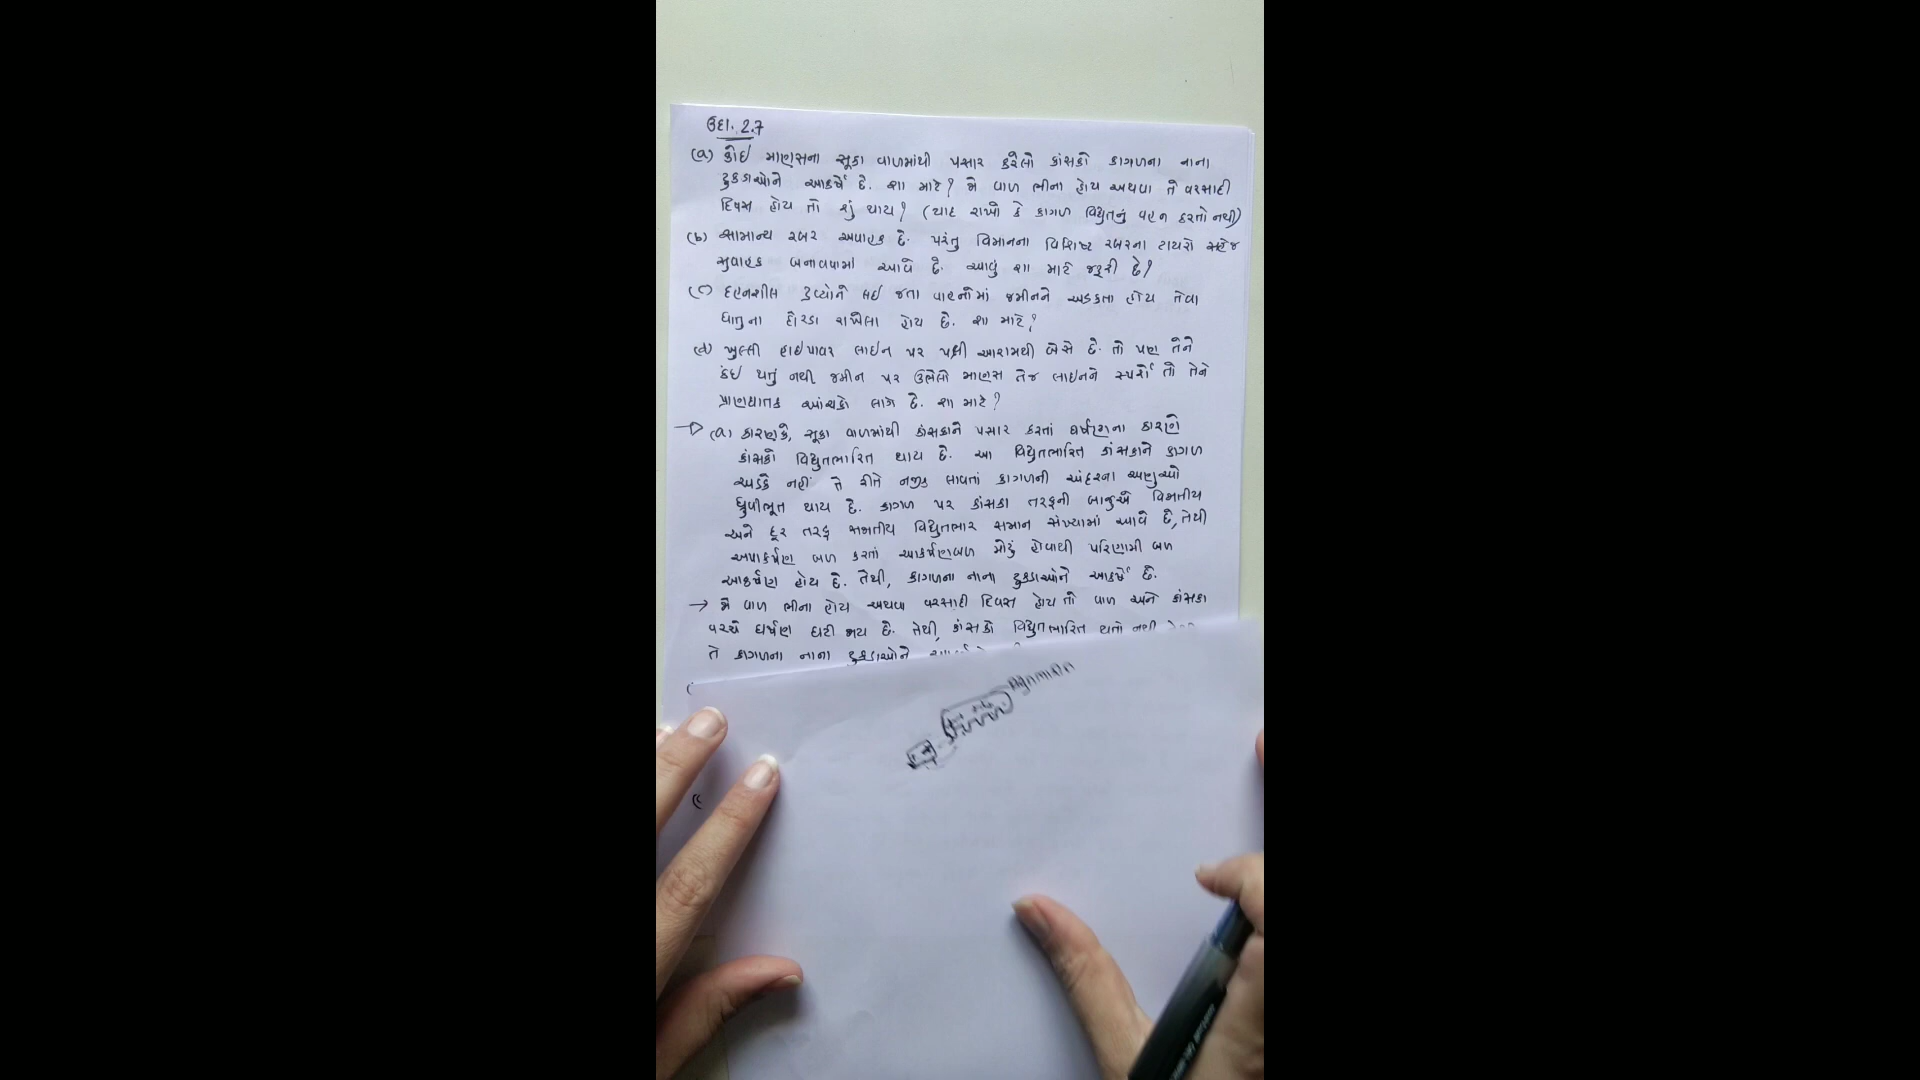 ઉદા. 2.7
(a) કોઈ માણસના સૂકા વાળમાંથી પસાર કરેલો કાંસકો કાગળના નાના
ટુકડાઓને આકર્ષે છે. શા માટે? જો વાળ ભીના હોય અથવા તે વરસાદી
દિવસ હોય તો શું થાય? (યાદ રાખો કે કાગળ વિદ્યુતનું વહન કરતો નથી)
(b) સામાન્ય રબર અવાહક છે. પરંતુ વિમાનના વિશિષ્ટ રબરના ટાયરો સહેજ
સુવાહક બનાવવામાં આવે છે. આવું શા માટે જરૂરી છે?
(c) દહનશીલ દ્રવ્યોને લઈ જતા વાહનોમાં જમીનને અડકતા હોય તેવા
ધાતુના દોરડા રાખેલા હોય છે. શા માટે?
(d) ખુલ્લી હાઈપાવર લાઈન પર પક્ષી આરામથી બેસે છે. તો પણ તેને
કંઈ થતું નથી જમીન પર ઉભેલો માણસ તેજ લાઈનને સ્પર્શે તો તેને
પ્રાણઘાતક આંચકો લાગે છે. શા માટે?
→ (a) કારણકે, સૂકા વાળમાંથી કાંસકાને પસાર કરતાં ઘર્ષણના કારણે
કાંસકો વિદ્યુતભારિત થાય છે. આ વિદ્યુતભારિત કાંસકાને કાગળ
અડકે નહીં તે રીતે નજીક લાવતાં કાગળની અંદરના અણુઓ
ધ્રુવીભૂત થાય છે. કાગળ પર કાંસકા તરફની બાજુએ વિજાતીય
અને દૂર તરફ સજાતીય વિદ્યુતભાર સમાન સંખ્યામાં આવે છે, તેથી
અપાકર્ષણ બળ કરતાં આકર્ષણબળ મોટું હોવાથી પરિણામી બળ
આકર્ષણ હોય છે. તેથી, કાગળના નાના ટુકડાઓને આકર્ષે છે.
→ જો વાળ ભીના હોય અથવા વરસાદી દિવસ હોય તો વાળ અને કાંસકા
વચ્ચે ઘર્ષણ ઘટી જાય છે. તેથી, કાંસકો વિદ્યુતભારિત થતો નથી
તે કાગળના નાના ટુકડાઓને